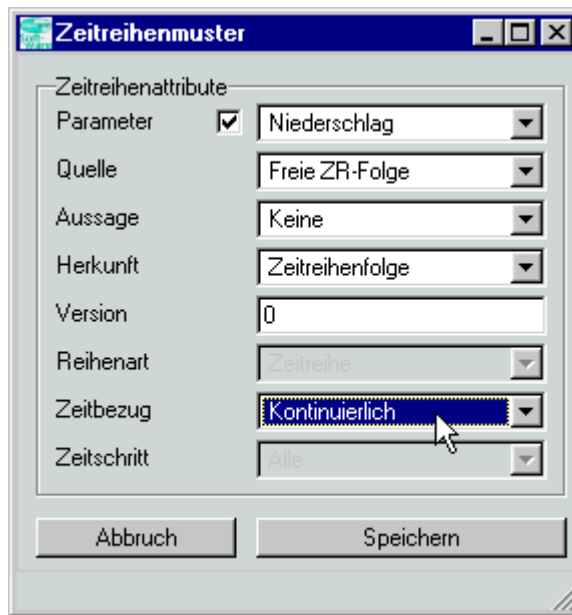 Zeitreihenmuster
Zeitreihenattribute
Parameter Niederschlag
Quelle Freie ZR-Folge
Aussage Keine
Herkunft Zeitreihenfolge
Version 0
Reihenart Zeitreihe
Zeitbezug Kontinuierlich
Zeitschritt Alle
Abbruch Speichern